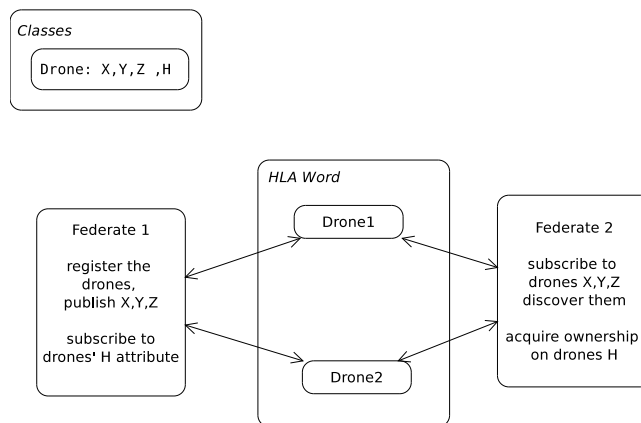 Classes
Drone: X,Y,Z ,H
HLA Word
Drone1
Federate 1
register the
drones,
publish X,Y,Z
subscribe to
drones' H attribute
Federate 2
subscribe to
drones X,Y,Z
discover them
acquire ownership
on drones H
Drone2